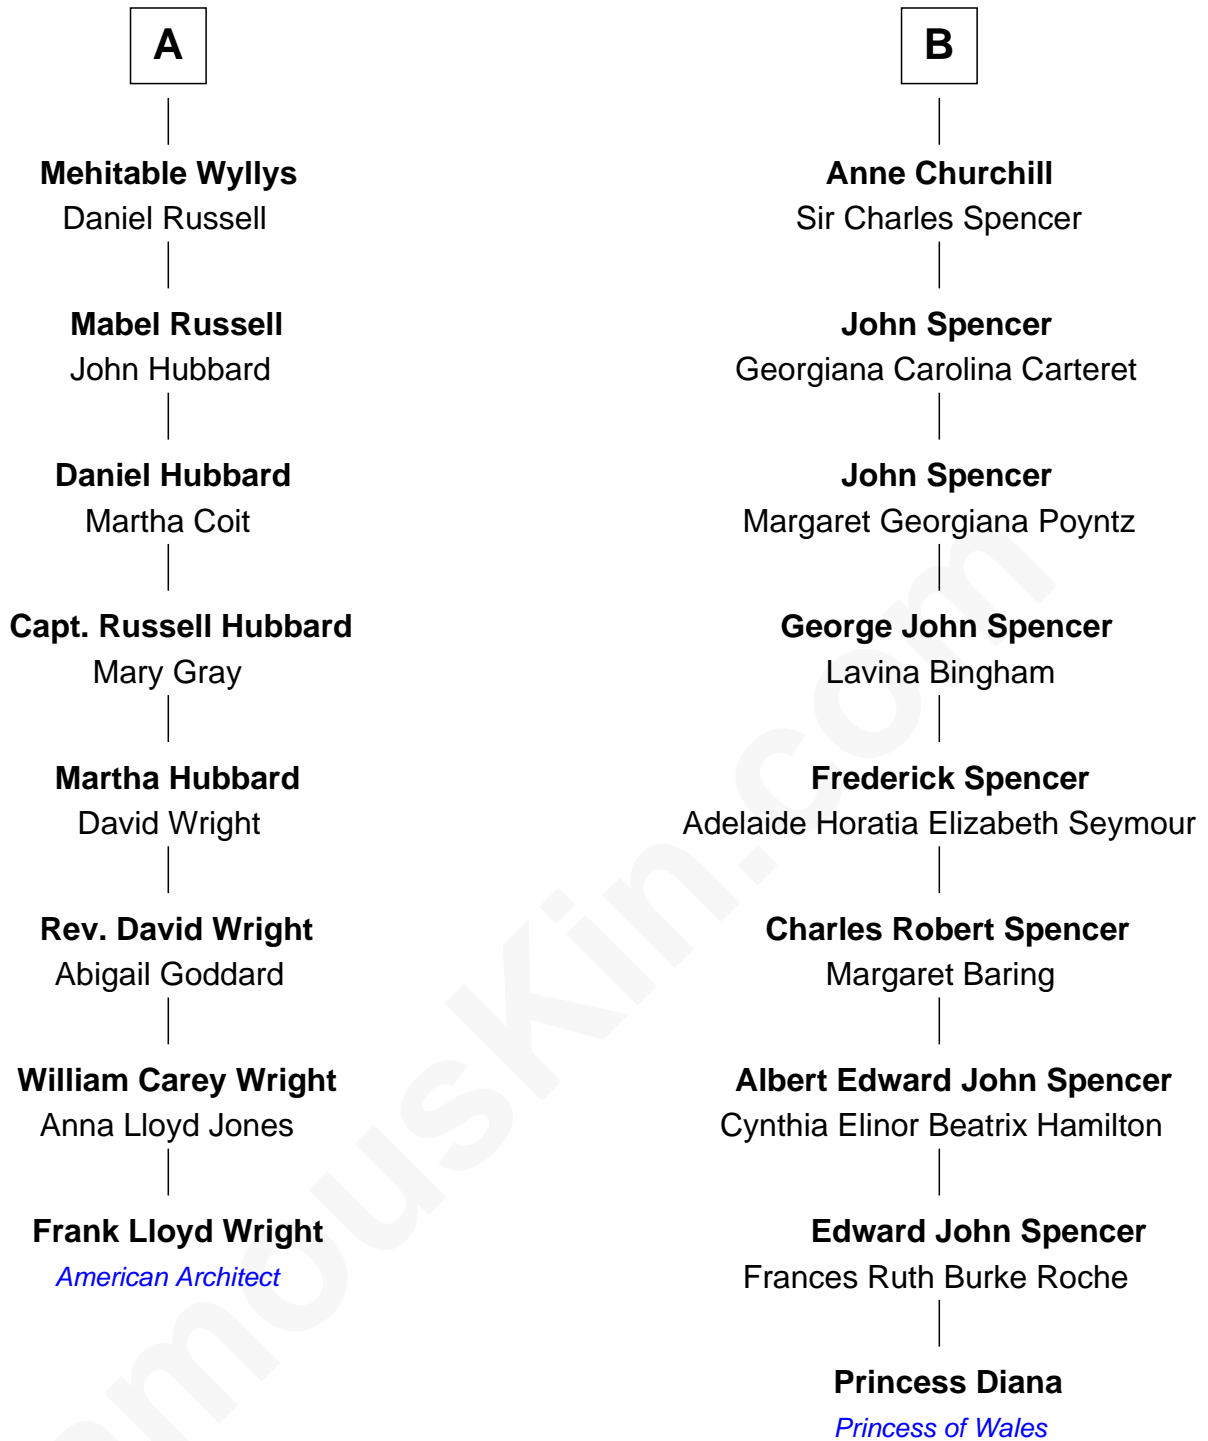 A
Mehitable Wyllys
Daniel Russell
Mabel Russell
John Hubbard
Daniel Hubbard
Martha Coit
Capt. Russell Hubbard
Mary Gray
Martha Hubbard
David Wright
Rev. David Wright
Abigail Goddard
William Carey Wright
Anna Lloyd Jones
Frank Lloyd Wright
American Architect
B
Anne Churchill
Sir Charles Spencer
John Spencer
Georgiana Carolina Carteret
John Spencer
Margaret Georgiana Poyntz
George John Spencer
Lavina Bingham
Frederick Spencer
Adelaide Horatia Elizabeth Seymour
Charles Robert Spencer
Margaret Baring
Albert Edward John Spencer
Cynthia Elinor Beatrix Hamilton
Edward John Spencer
Frances Ruth Burke Roche
Princess Diana
Princess of Wales
amousKin.com